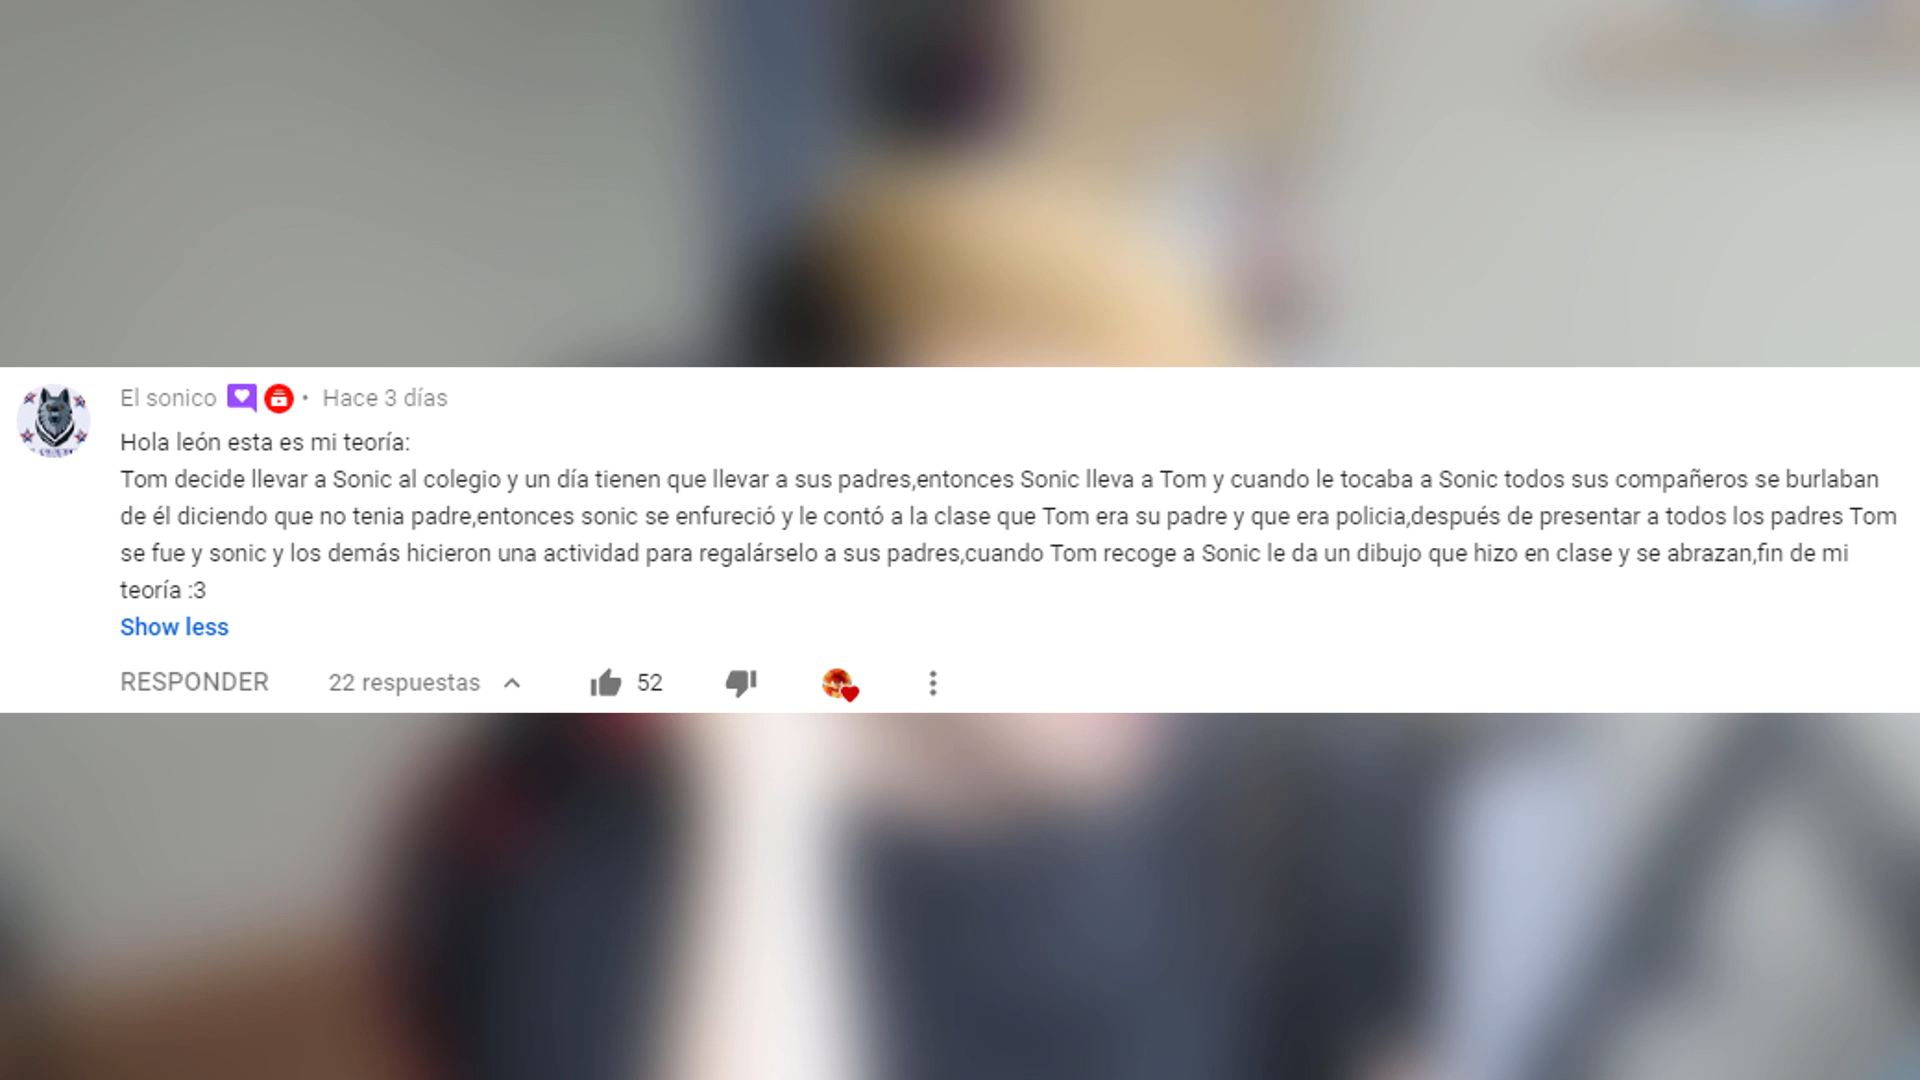 El sonico • Hace 3 días
Hola león esta es mi teoría:
Tom decide llevar a Sonic al colegio y un día tienen que llevar a sus padres,entonces Sonic lleva a Tom y cuando le tocaba a Sonic todos sus compañeros se burlaban
de él diciendo que no tenia padre,entonces sonic se enfureció y le contó a la clase que Tom era su padre y que era policia,después de presentar a todos los padres Tom
se fue y sonic y los demás hicieron una actividad para regalárselo a sus padres,cuando Tom recoge a Sonic le da un dibujo que hizo en clase y se abrazan,fin de mi
teoría :3
Show less
RESPONDER 22 respuestas 52